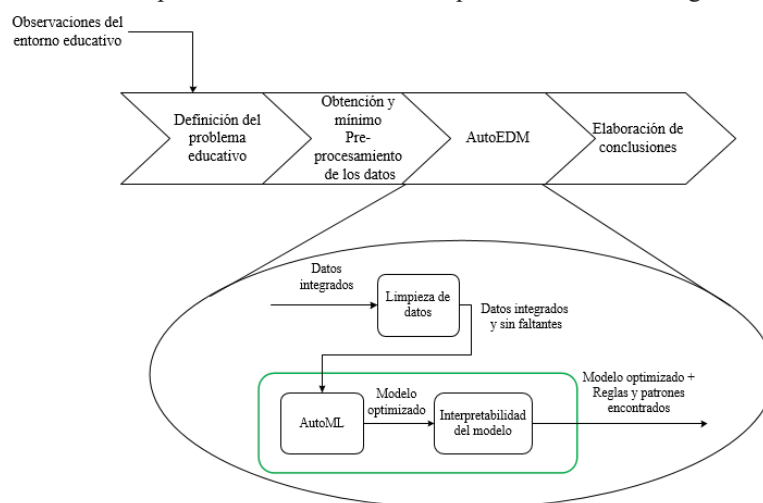 Observaciones del
entorno educativo
Definición del
problema
educativo
Obtención y
mínimo
Pre-
procesamiento
de los datos
AutoEDM
Elaboración de
conclusiones
Datos
integrados
Limpieza de
datos
Datos integrados
y sin faltantes
AutoML
Modelo
optimizado
Interpretabilidad
del modelo
Modelo optimizado +
Reglas y patrones
encontrados